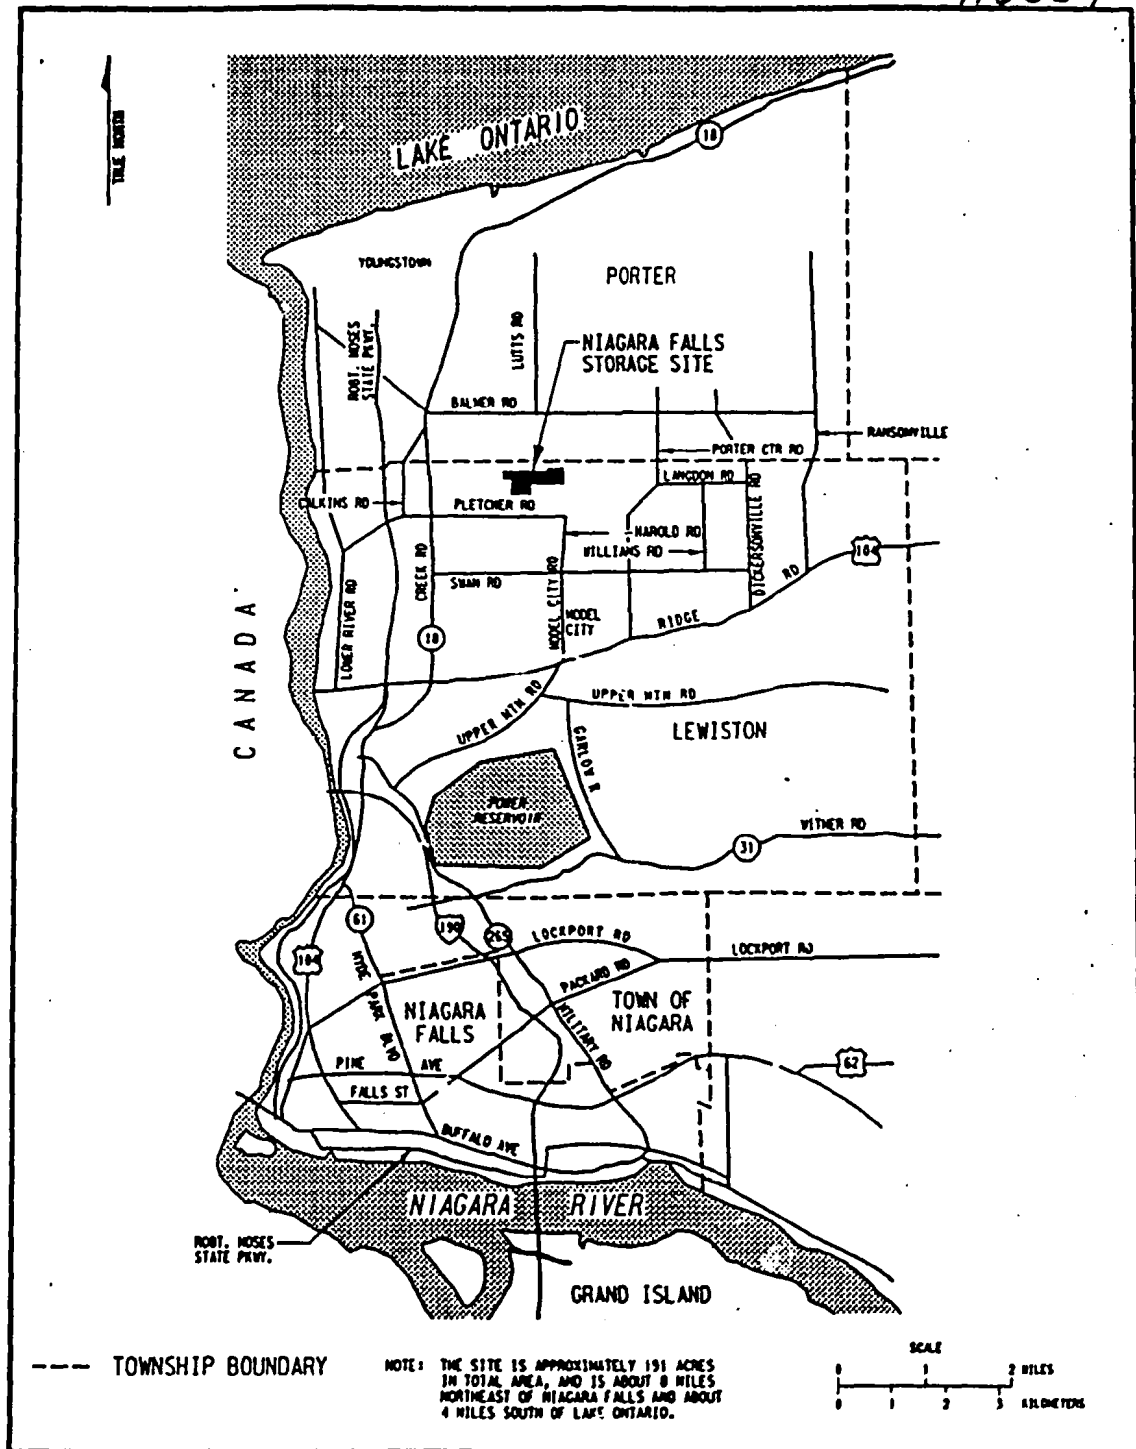 TRUE NORTH
LAKE ONTARIO
18
YOUNGSTOWN
PORTER
ROBT. MOSES
STATE PKWY.
LUTTS RD
NIAGARA FALLS
STORAGE SITE
BALMER RD
RANSOMVILLE
PORTER CTR RD
LANGDON RD
CALKINS RD
PLETCHER RD
HAROLD RD
WILLIAMS RD
DICKERSONVILLE RD
104
CREEK RD
SWAN RD
MODEL CITY RD
LOWER RIVER RD
MODEL
CITY
RIDGE RD
18
CANADA
UPPER MTN RD
UPPER MTN RD
LEWISTON
GARLOW R
POWER
RESERVOIR
WITMER RD
31
61
190
265
LOCKPORT RD
LOCKPORT RD
104
HYDE PARK BLVD
PACKARD RD
NIAGARA
FALLS
TOWN OF
NIAGARA
MILITARY RD
PINE AVE
62
FALLS ST
BUFFALO AVE
NIAGARA RIVER
ROBT. MOSES
STATE PKWY.
GRAND ISLAND
TOWNSHIP BOUNDARY
NOTE: THE SITE IS APPROXIMATELY 191 ACRES
IN TOTAL AREA, AND IS ABOUT 8 MILES
NORTHEAST OF NIAGARA FALLS AND ABOUT
4 MILES SOUTH OF LAKE ONTARIO.
SCALE
0 1 2 MILES
0 1 2 3 KILOMETERS